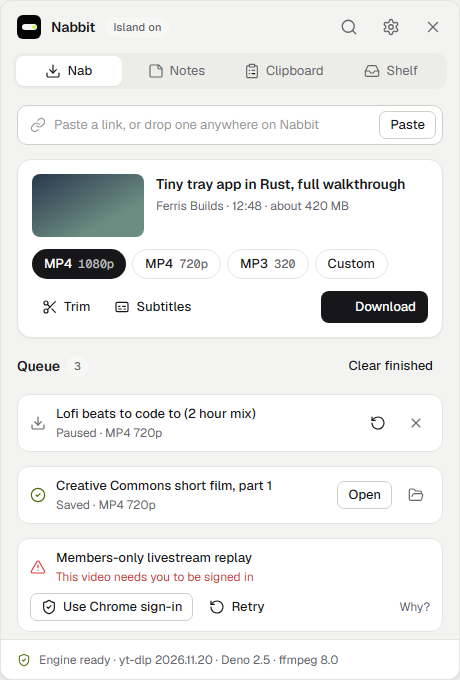 Nabbit Island on
Nab Notes Clipboard Shelf
Paste a link, or drop one anywhere on Nabbit Paste
Tiny tray app in Rust, full walkthrough
Ferris Builds · 12:48 · about 420 MB
MP4 1080p MP4 720p MP3 320 Custom
Trim Subtitles Download
Queue 3 Clear finished
Lofi beats to code to (2 hour mix)
Paused · MP4 720p
Creative Commons short film, part 1
Saved · MP4 720p
Open
Members-only livestream replay
This video needs you to be signed in
Use Chrome sign-in Retry Why?
Engine ready · yt-dlp 2026.11.20 · Deno 2.5 · ffmpeg 8.0